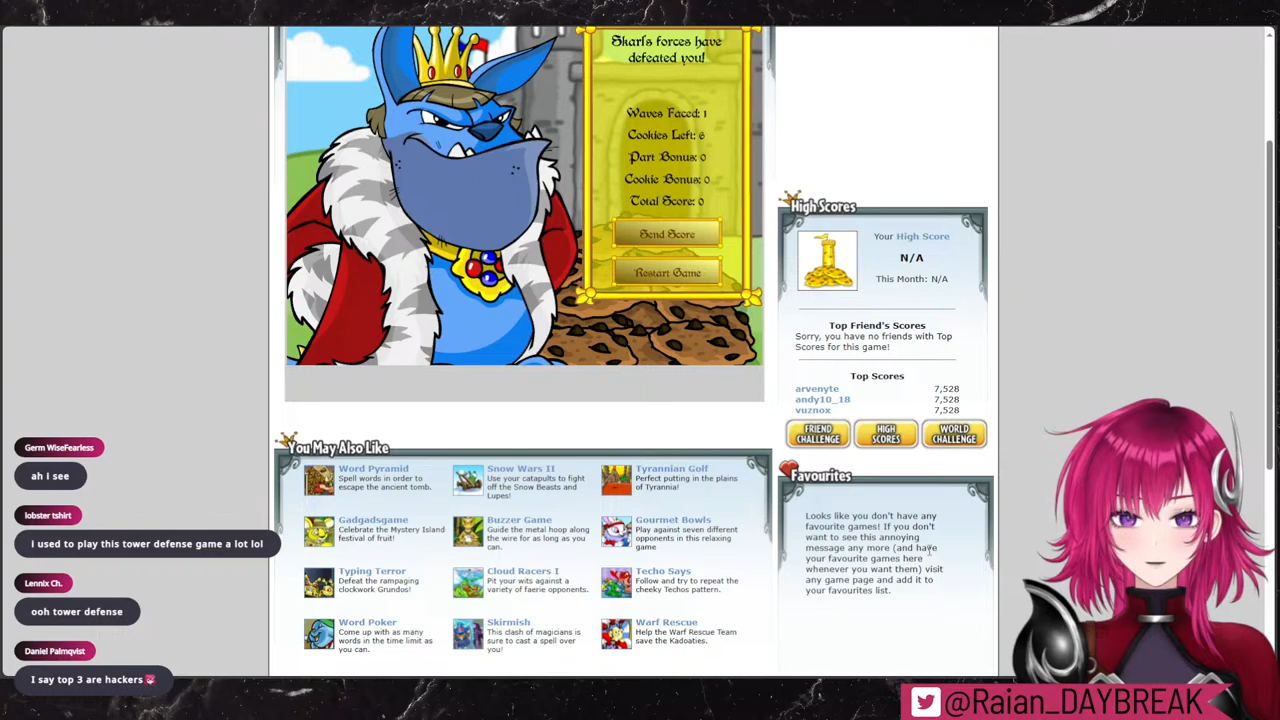 Skarl's forces have
defeated you!
Waves Faced: 1
Cookies Left: 6
Part Bonus: 0
Cookie Bonus: 0
Total Score: 0
Send Score
Restart Game
High Scores
Your High Score
N/A
This Month: N/A
Top Friend's Scores
Sorry, you have no friends with Top
Scores for this game!
Top Scores
arvenyte 7,528
andy10_18 7,528
vuznox 7,528
FRIEND
CHALLENGE
HIGH
SCORES
WORLD
CHALLENGE
You May Also Like
Word Pyramid
Spell words in order to
escape the ancient tomb.
Snow Wars II
Use your catapults to fight
off the Snow Beasts and
Lupes!
Tyrannian Golf
Perfect putting in the plains
of Tyrannia!
Gadgadsgame
Celebrate the Mystery Island
festival of fruit!
Buzzer Game
Guide the metal hoop along
the wire for as long as you
can.
Gourmet Bowls
Play against seven different
opponents in this relaxing
game
Typing Terror
Defeat the rampaging
clockwork Grundos!
Cloud Racers I
Pit your wits against a
variety of faerie opponents.
Techo Says
Follow and try to repeat the
cheeky Techos pattern.
Word Poker
Come up with as many
words in the time limit as
you can.
Skirmish
This clash of magicians is
sure to cast a spell over
you!
Warf Rescue
Help the Warf Rescue Team
save the Kadoaties.
Favourites
Looks like you don't have any
favourite games! If you don't
want to see this annoying
message any more (and have
your favourite games here
whenever you want them) visit
any game page and add it to
your favourites list.
Germ WiseFearless
ah I see
lobster tshirt
i used to play this tower defense game a lot lol
Lennix Ch.
ooh tower defense
Daniel Palmqvist
I say top 3 are hackers
@Raian_DAYBREAK